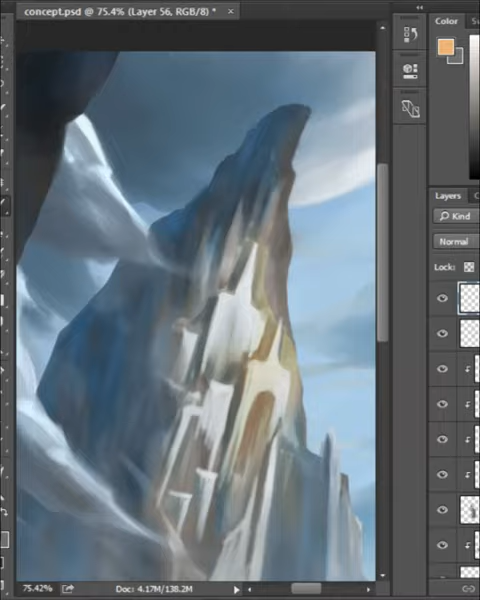 concept.psd @ 75.4% (Layer 56, RGB/8) * ×
Color
Layers
Kind
Normal
Lock:
75.42%
Doc: 4.17M/138.2M